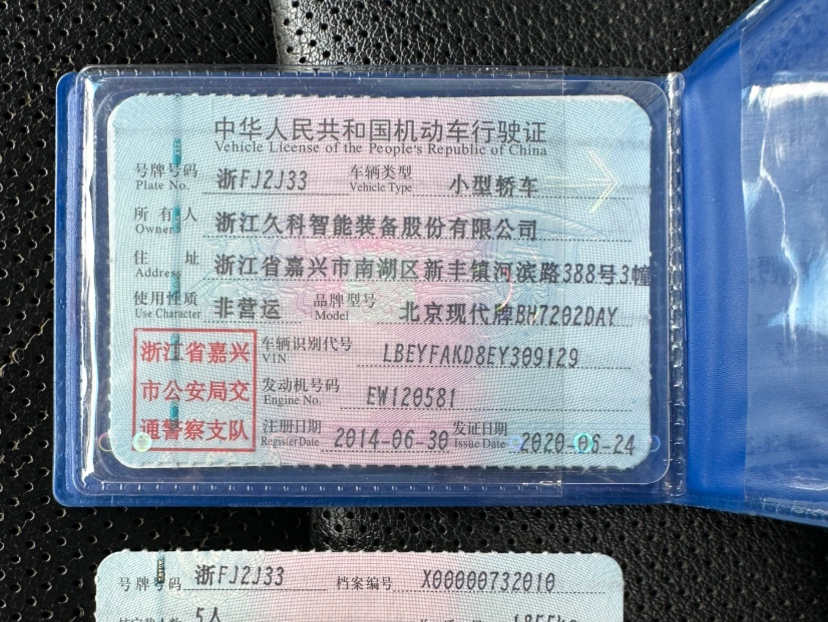 中华人民共和国机动车行驶证
Vehicle License of the People's Republic of China
号牌号码 浙FJ2J33 车辆类型 小型轿车
Plate No. Vehicle Type
所有人 浙江久科智能装备股份有限公司
Owner
住址 浙江省嘉兴市南湖区新丰镇河滨路388号3幢
Address
使用性质 非营运 品牌型号 北京现代牌BH7202DAY
Use Character Model
浙江省嘉兴
市公安局交
通警察支队
车辆识别代号 LBEYFAKD8EY309129
VIN
发动机号码 EW120581
Engine No.
注册日期 2014-06-30 发证日期 2020-06-24
Register Date Issue Date
号牌号码 浙FJ2J33 档案编号 X00000732010
5人